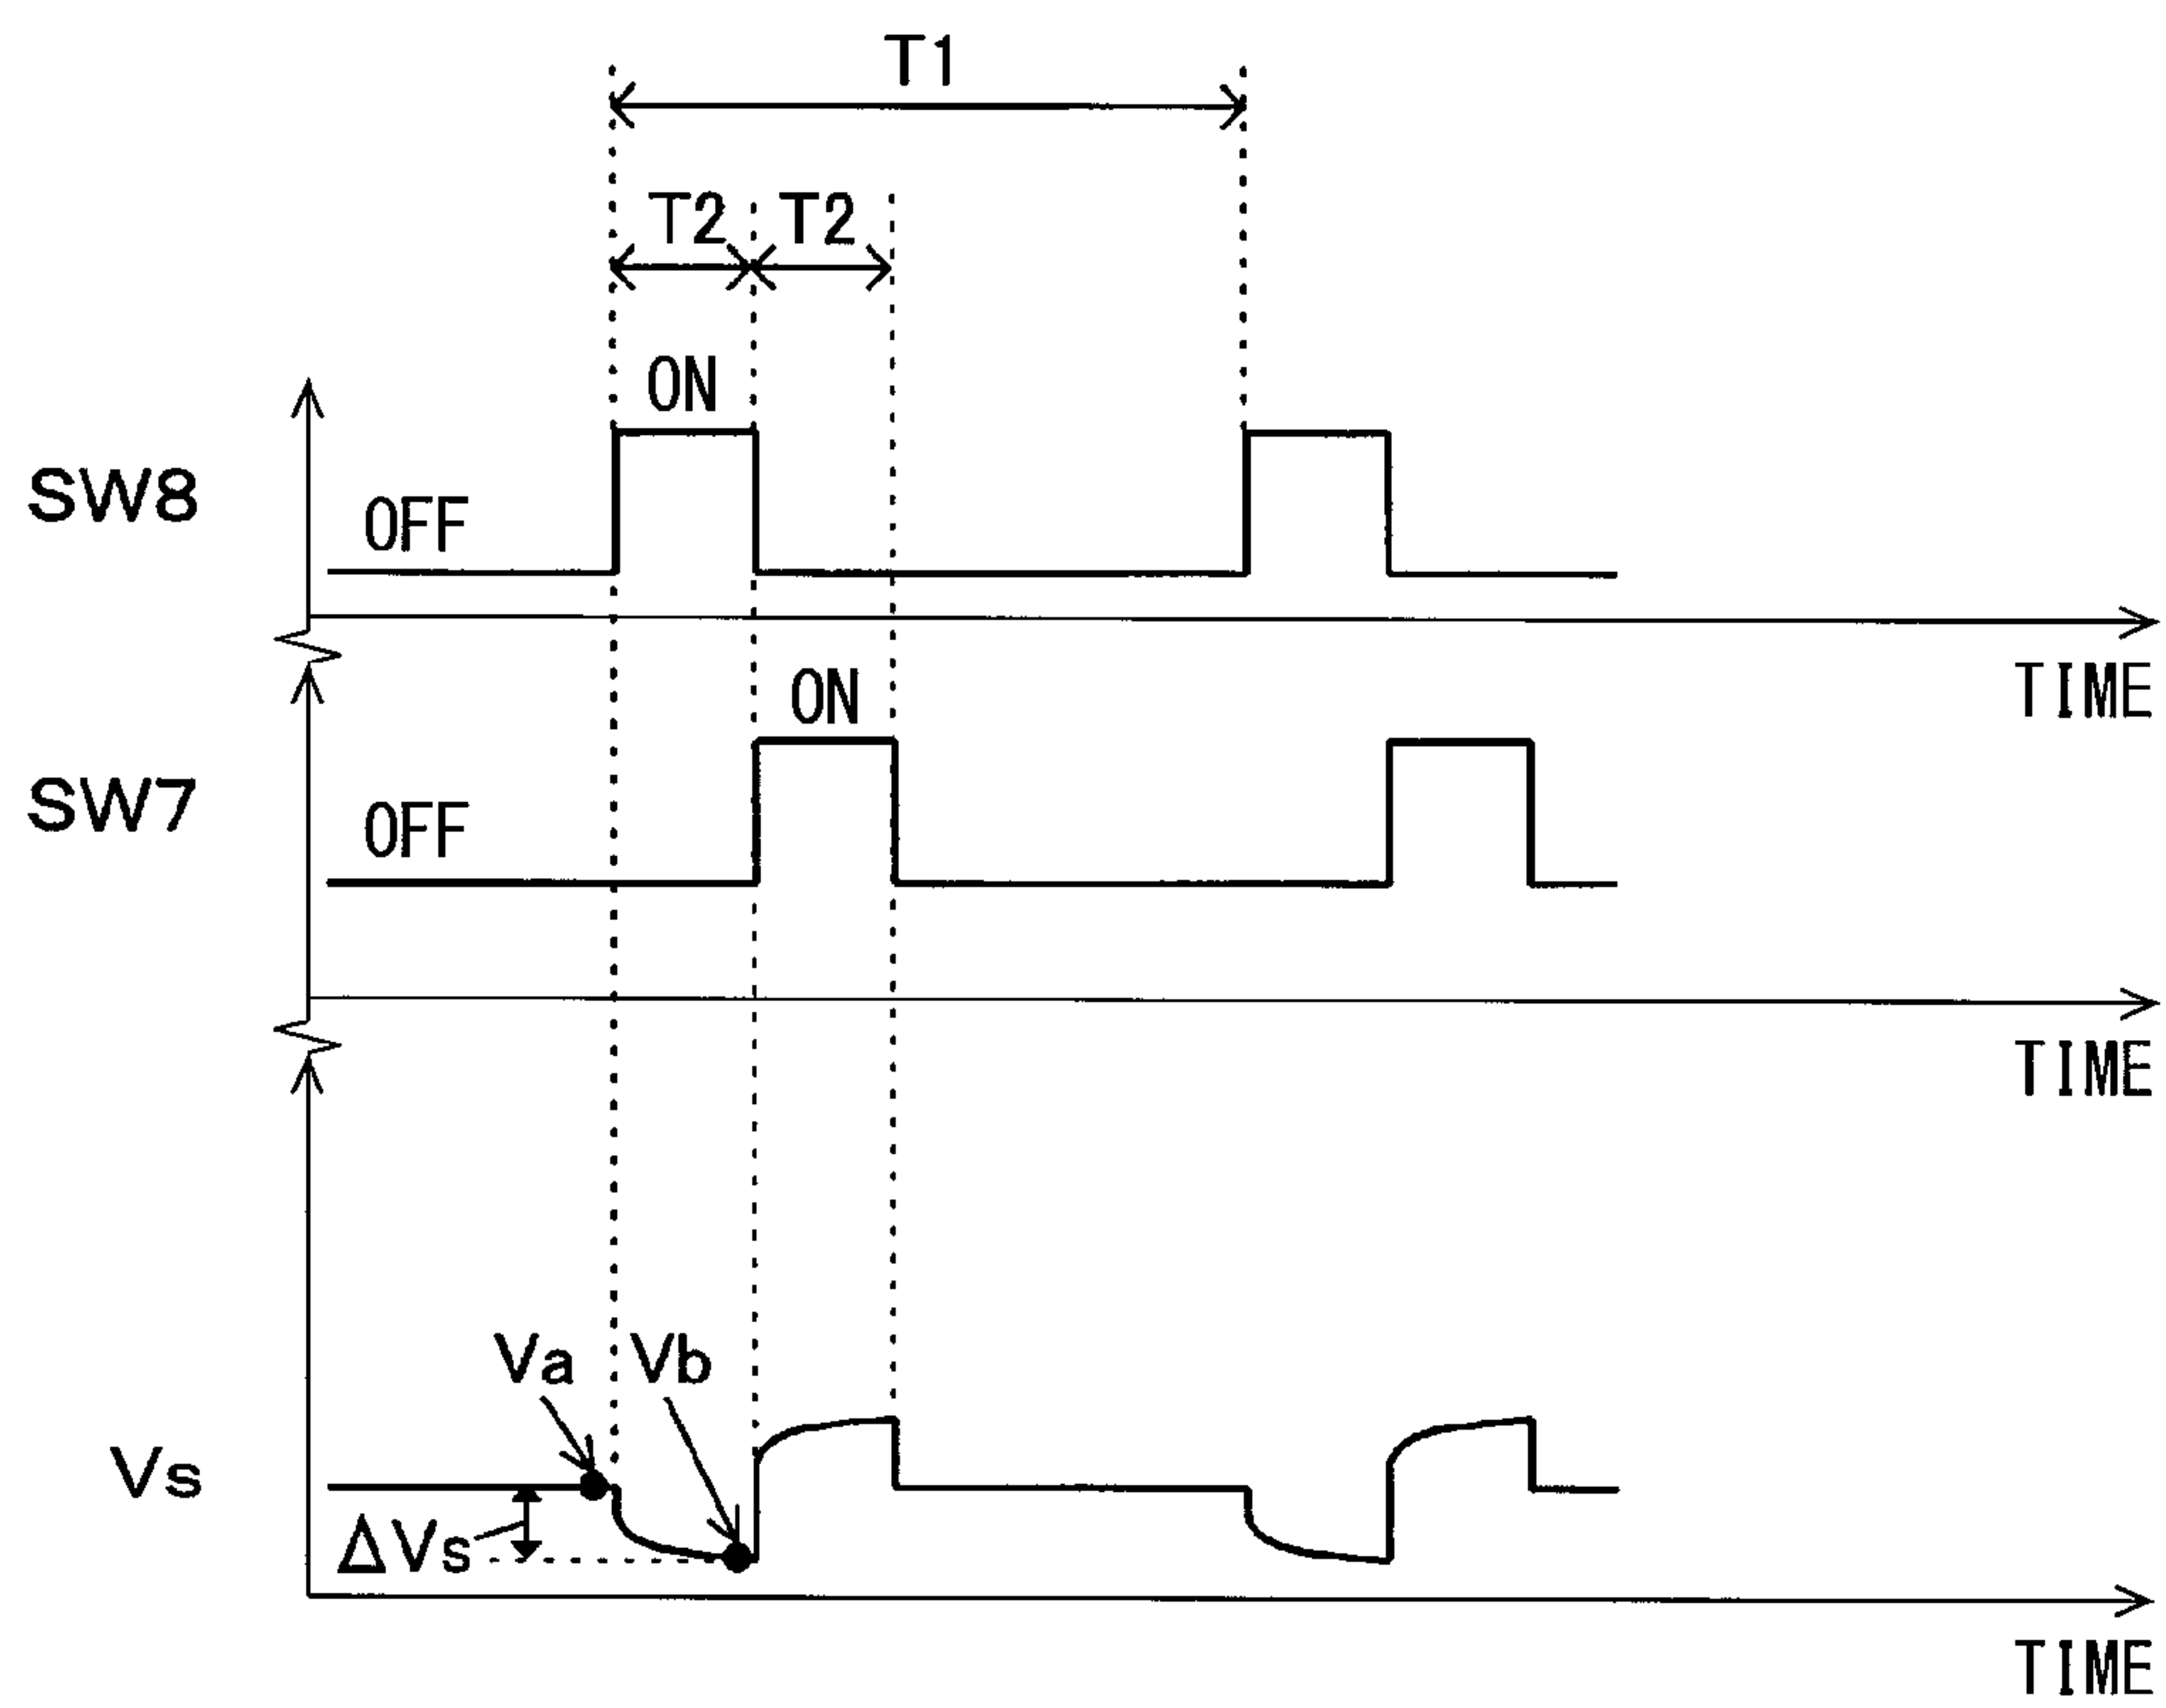 T1
T2 T2
ON
SW8
OFF
TIME
ON
SW7
OFF
TIME
Va Vb
Vs
ΔVs
TIME